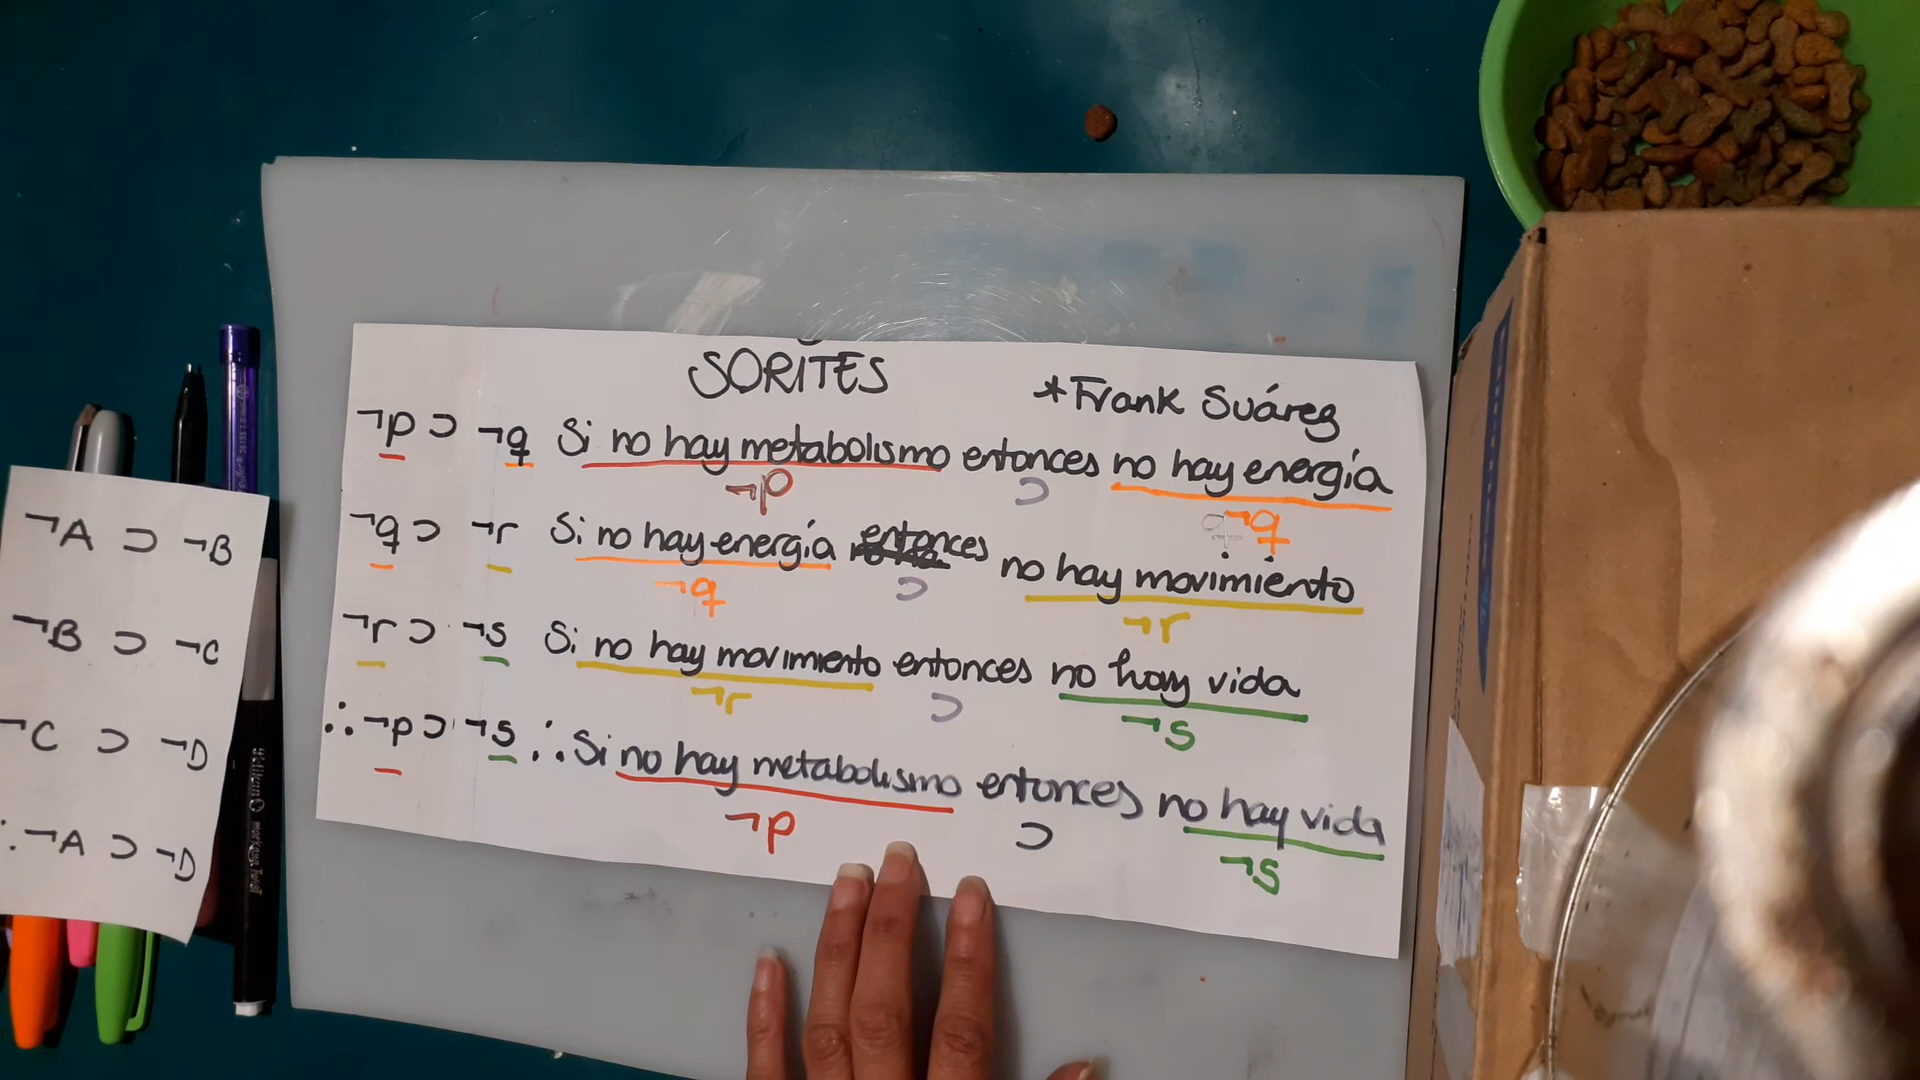 SORITES
*Frank Suárez
¬p ⊃ ¬q Si no hay metabolismo entonces no hay energía
¬p ⊃ ¬q
¬q ⊃ ¬r Si no hay energía entonces no hay movimiento
¬q ⊃ ¬r
¬r ⊃ ¬s Si no hay movimiento entonces no hay vida
¬r ⊃ ¬s
∴ ¬p ⊃ ¬s ∴ Si no hay metabolismo entonces no hay vida
¬p ⊃ ¬s
¬A ⊃ ¬B
¬B ⊃ ¬C
¬C ⊃ ¬D
∴ ¬A ⊃ ¬D